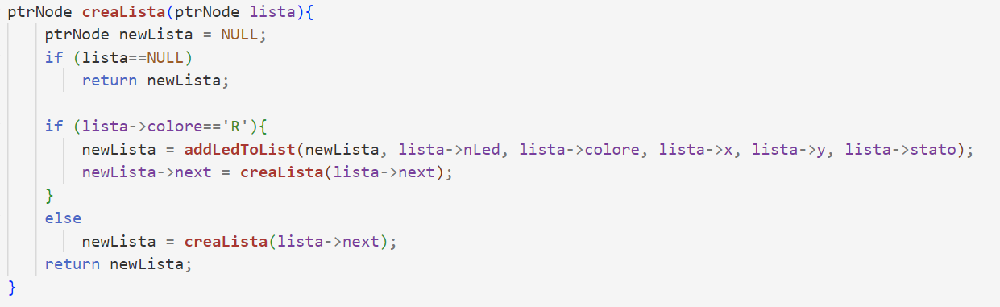 ptrNode creaLista(ptrNode lista){
    ptrNode newLista = NULL;
    if (lista==NULL)
        return newLista;

    if (lista->colore=='R'){
        newLista = addLedToList(newLista, lista->nLed, lista->colore, lista->x, lista->y, lista->stato);
        newLista->next = creaLista(lista->next);
    }
    else
        newLista = creaLista(lista->next);
    return newLista;
}